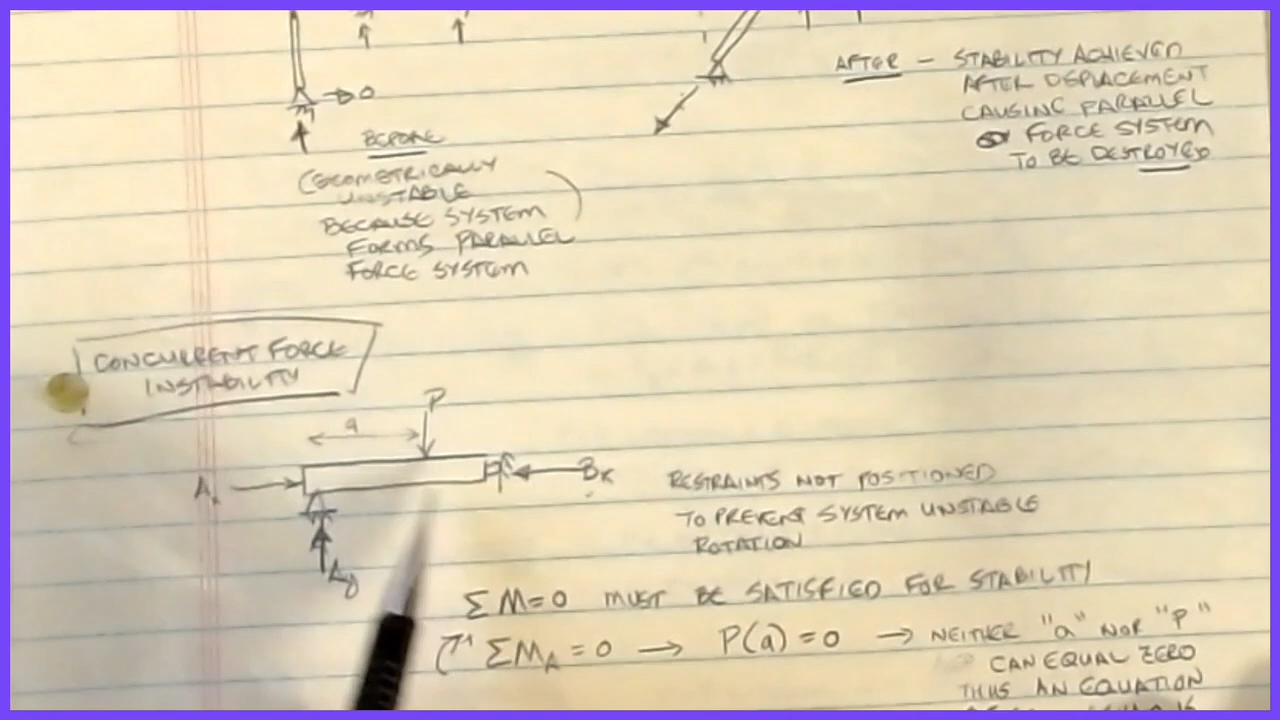 0
BEFORE
(GEOMETRICALLY
UNSTABLE
BECAUSE SYSTEM
FORMS PARALLEL
FORCE SYSTEM
)
AFTER - STABILITY ACHIEVED
AFTER DISPLACEMENT
CAUSING PARALLEL
FORCE SYSTEM
TO BE DESTROYED
CONCURRENT FORCE
INSTABILITY
P
a
Ax
Bx
Ay
RESTRAINTS NOT POSITIONED
TO PREVENT SYSTEM UNSTABLE
ROTATION
ΣM=0 MUST BE SATISFIED FOR STABILITY
ΣMA=0 → P(a)=0 → NEITHER "a" NOR "P"
CAN EQUAL ZERO
THUS AN EQUATION